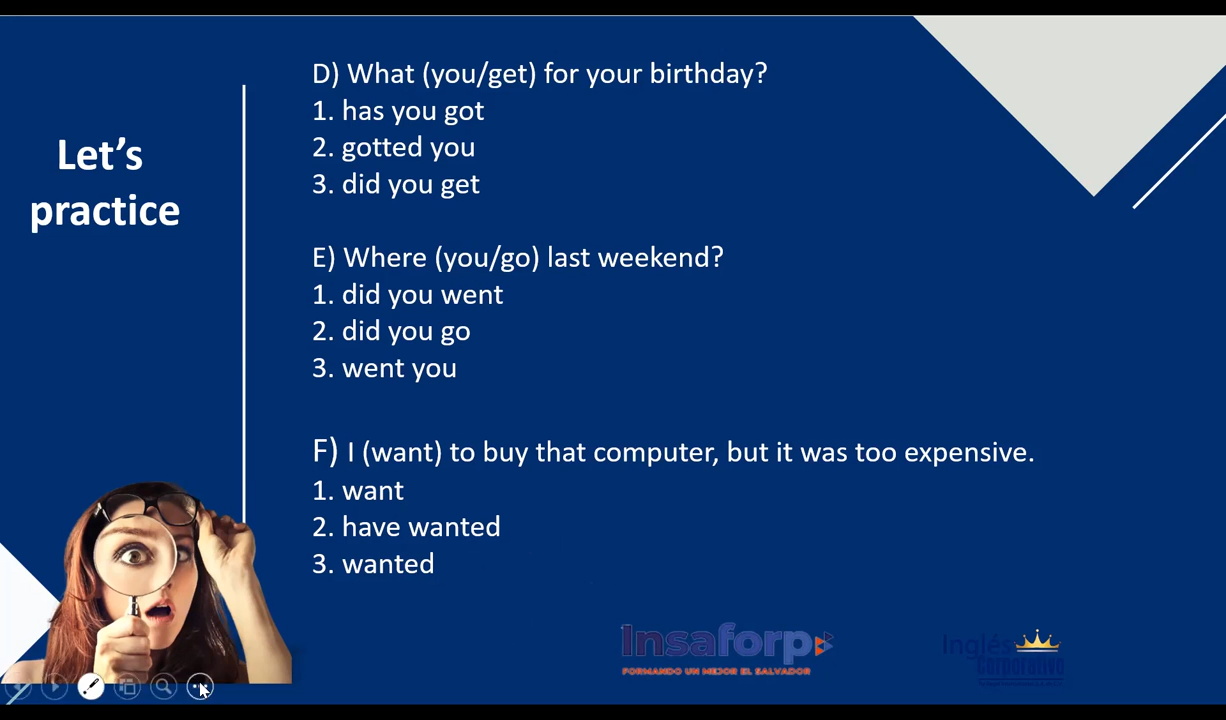 Let's
practice
D) What (you/get) for your birthday?
1. has you got
2. gotted you
3. did you get
E) Where (you/go) last weekend?
1. did you went
2. did you go
3. went you
F) I (want) to buy that computer, but it was too expensive.
1. want
2. have wanted
3. wanted
Insaforp
FORMANDO UN MEJOR EL SALVADOR
Inglés
Corporativo